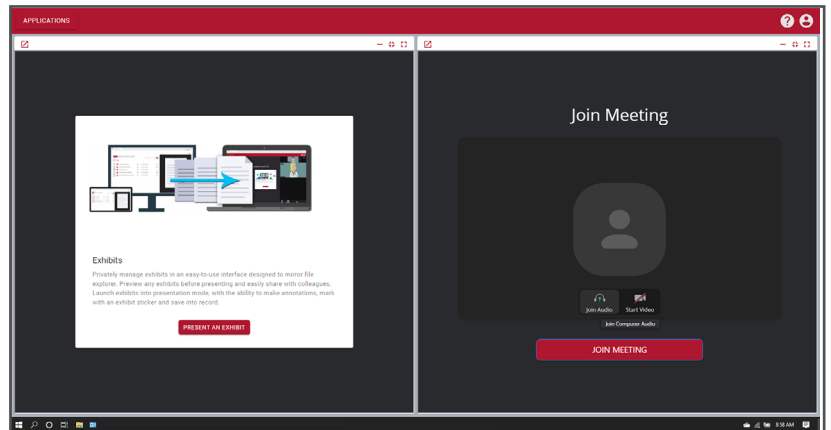 APPLICATIONS
Join Meeting
Exhibits
Privately manage exhibits in an easy-to-use interface designed to mirror file
explorer. Preview any exhibits before presenting and easily share with colleagues.
Launch exhibits into presentation mode, with the ability to make annotations, mark
with an exhibit sticker and save into record.
PRESENT AN EXHIBIT
Join Audio Start Video
Join Computer Audio
JOIN MEETING
8:58 AM